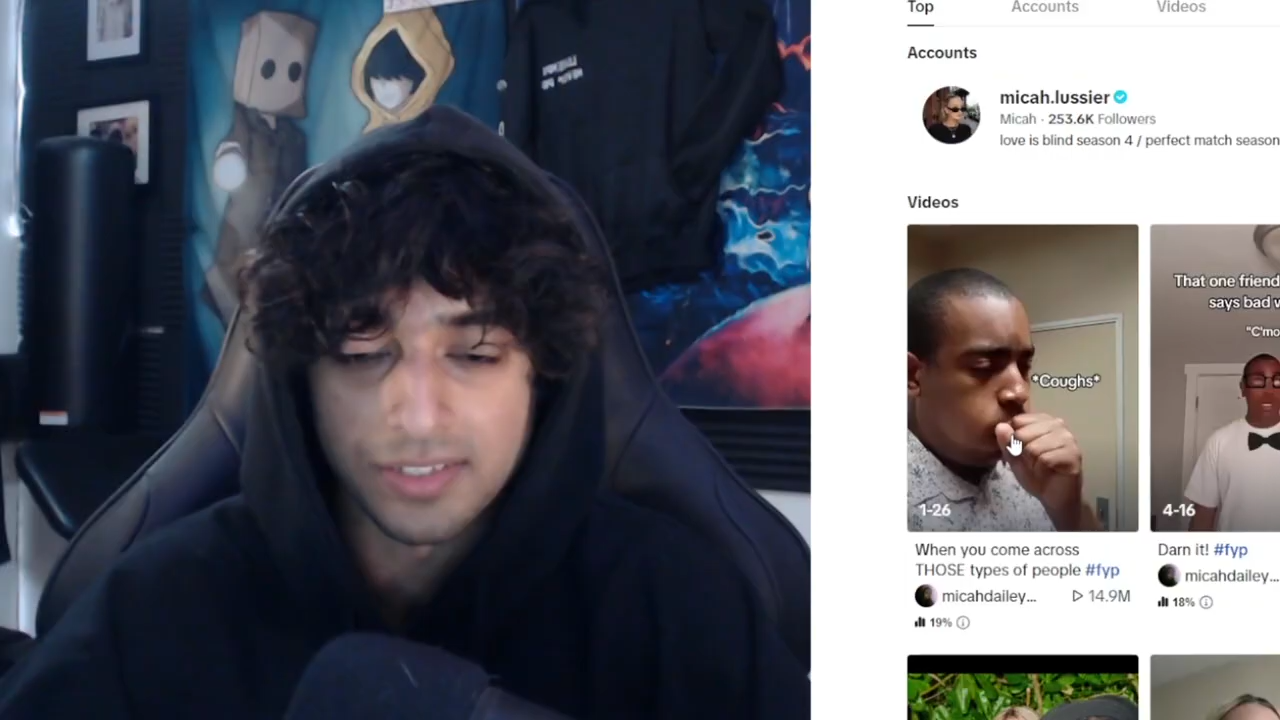 Top
Accounts
Videos
Accounts
micah.lussier
Micah · 253.6K Followers
love is blind season 4 / perfect match season
Videos
*Coughs*
1-26
That one friend
says bad
"C'mo
4-16
When you come across
THOSE types of people #fyp
micahdailey...
14.9M
19%
Darn it! #fyp
micahdailey...
18%